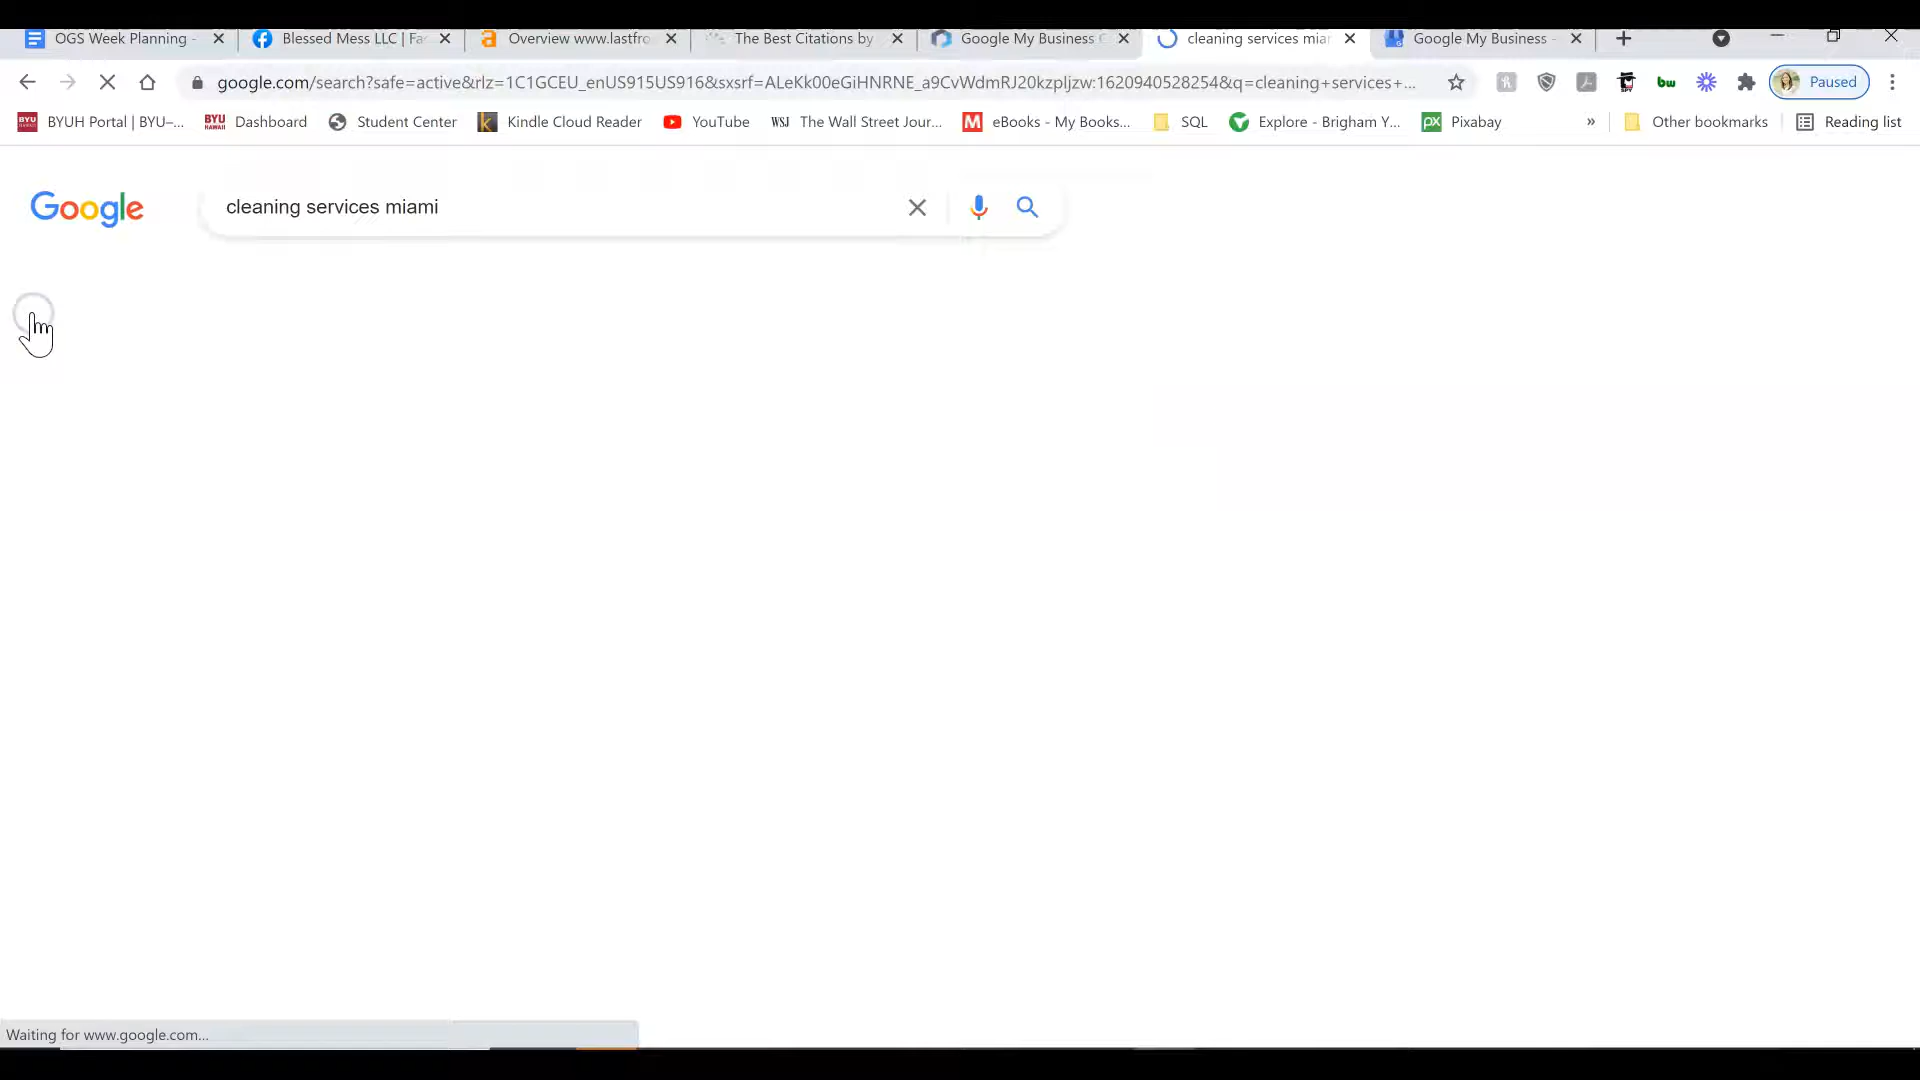 OGS Week Planning -
Blessed Mess LLC | Fa
Overview www.lastfro
The Best Citations by
Google My Business
cleaning services miar
Google My Business -
google.com/search?safe=active&rlz=1C1GCEU_enUS915US916&sxsrf=ALeKk00eGiHNRNE_a9CvWdmRJ20kzpljzw:1620940528254&q=cleaning+services+...
Paused
BYUH Portal | BYU–...
Dashboard
Student Center
Kindle Cloud Reader
YouTube
WSJ The Wall Street Jour...
eBooks - My Books...
SQL
Explore - Brigham Y...
Pixabay
»
Other bookmarks
Reading list
Google
cleaning services miami
Waiting for www.google.com...